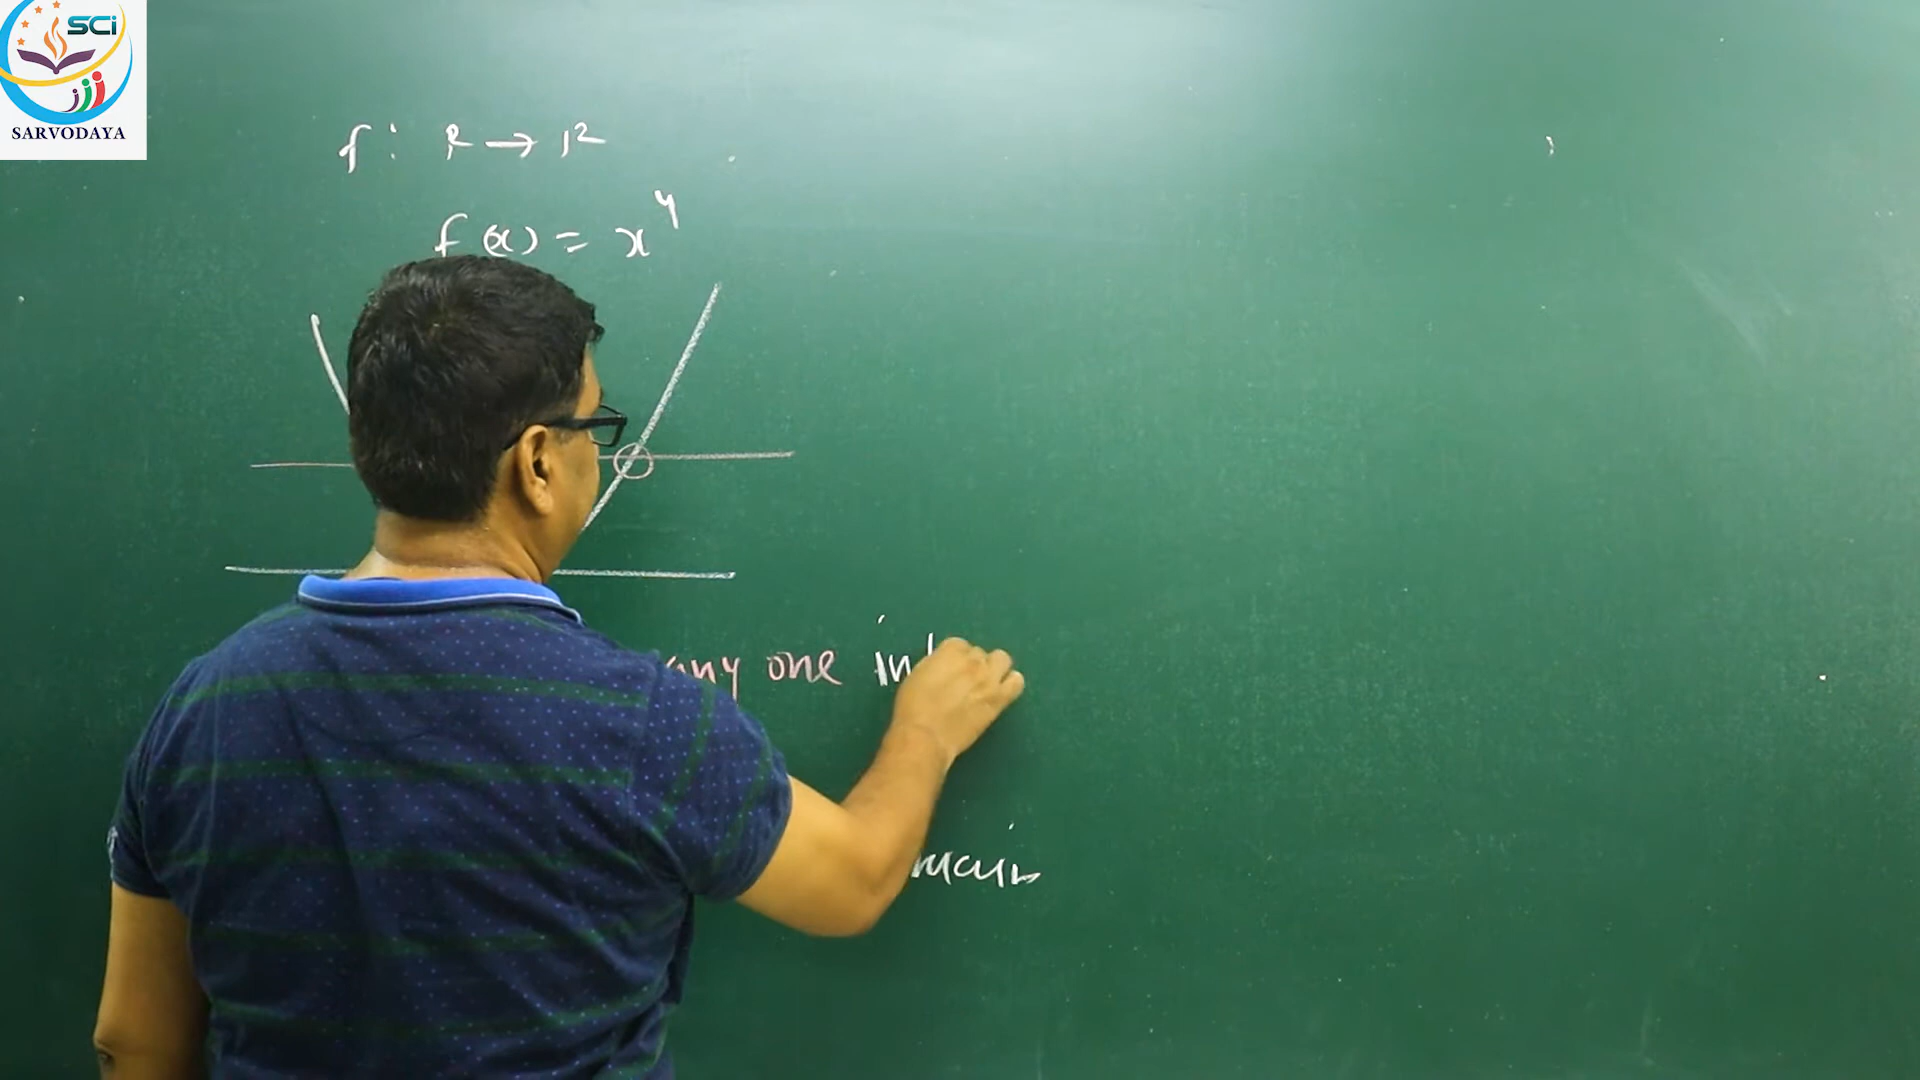 SCi
SARVODAYA
f: R → R
f(x) = x⁴
any one